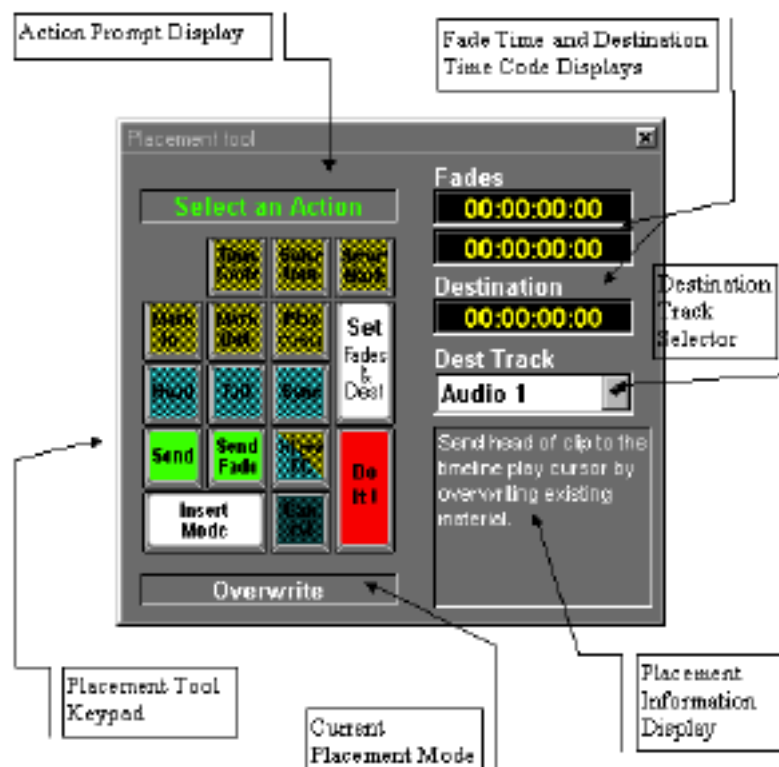 Action Prompt Display
Fade Time and Destination
Time Code Displays
Placement tool
Select an Action
Fades
00:00:00:00
00:00:00:00
Destination
00:00:00:00
Dest Track
Audio 1
Destination
Track
Selector
Mark
Mark
Set
Fades
&
Dest
Head
Send
Send
Fade
Do
It!
Insert
Mode
Send head of clip to the
timeline play cursor by
overwriting existing
material.
Overwrite
Placement Tool
Keypad
Current
Placement Mode
Placement
Information
Display